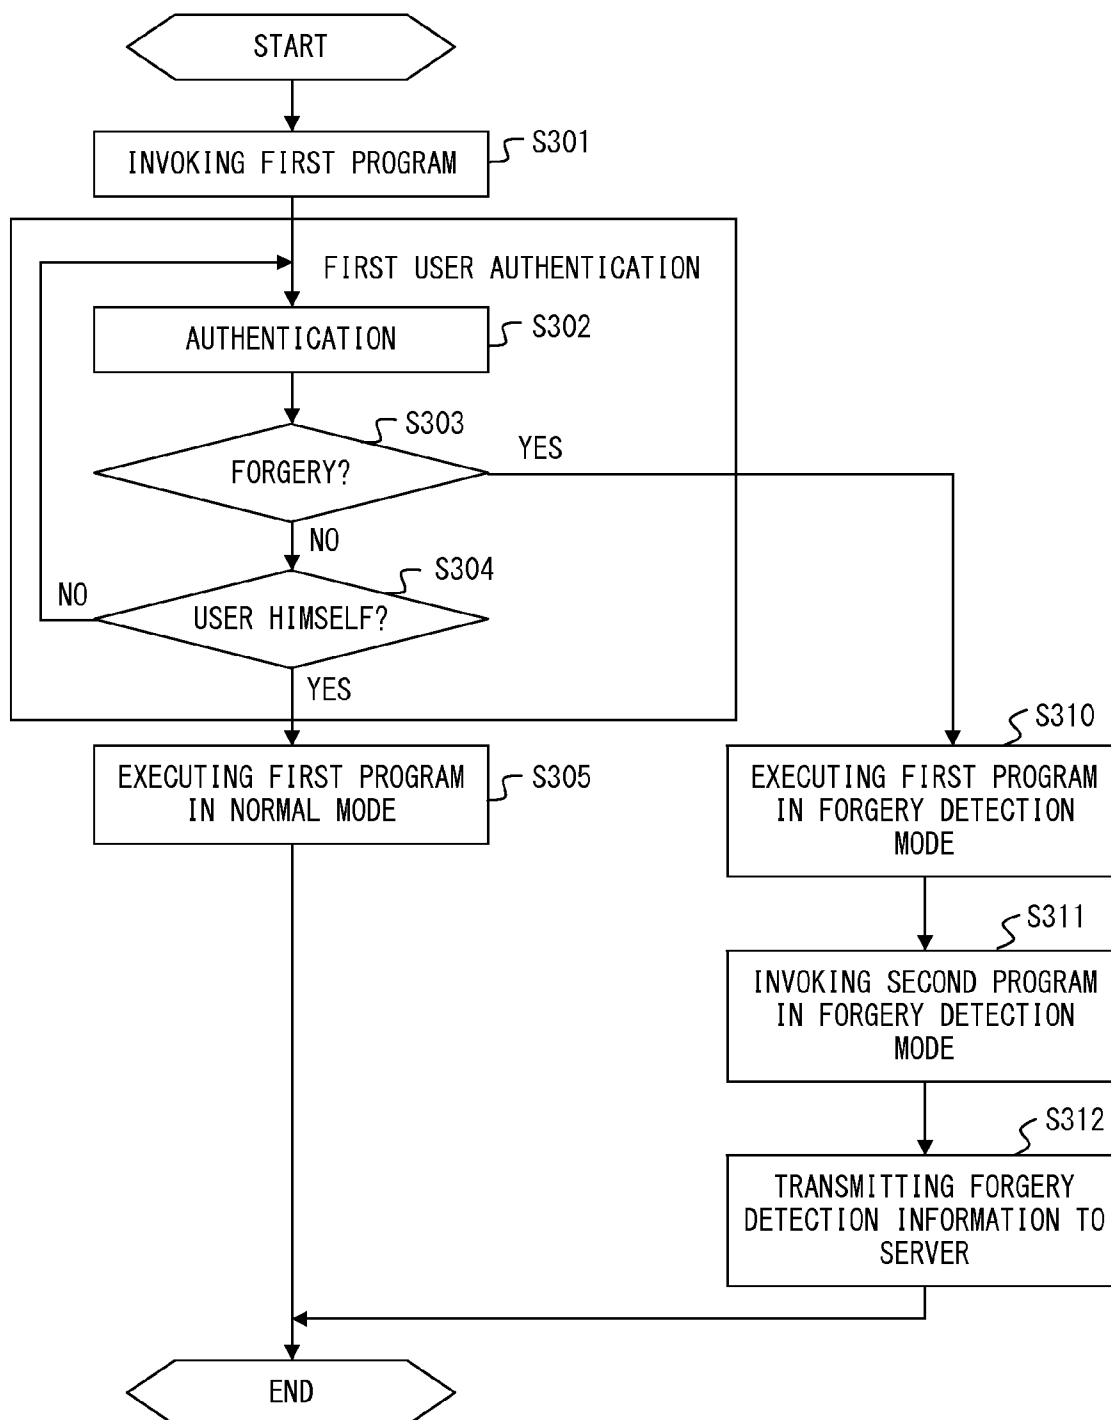 START
INVOKING FIRST PROGRAM
S301
FIRST USER AUTHENTICATION
AUTHENTICATION
S302
S303
FORGERY?
YES
NO
S304
NO
USER HIMSELF?
YES
EXECUTING FIRST PROGRAM
IN NORMAL MODE
S305
S310
EXECUTING FIRST PROGRAM
IN FORGERY DETECTION
MODE
S311
INVOKING SECOND PROGRAM
IN FORGERY DETECTION
MODE
S312
TRANSMITTING FORGERY
DETECTION INFORMATION TO
SERVER
END